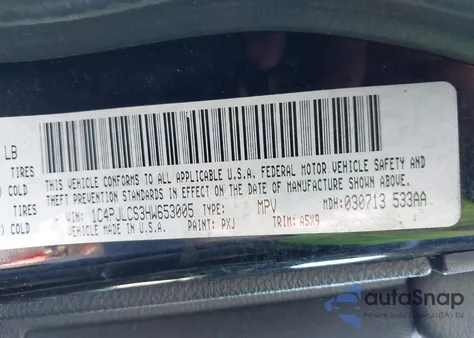 LB
TIRES
COLD
TIRES
COLD
THIS VEHICLE CONFORMS TO ALL APPLICABLE U.S.A. FEDERAL MOTOR VEHICLE SAFETY AND
THEFT PREVENTION STANDARDS IN EFFECT ON THE DATE OF MANUFACTURE SHOWN ABOVE.
VIN: 1C4PJLCS3HW653005 TYPE: MPV MDH: 030713 533AA
VEHICLE MADE IN U.S.A. PAINT: PXJ TRIM: A5X9
autoSnap